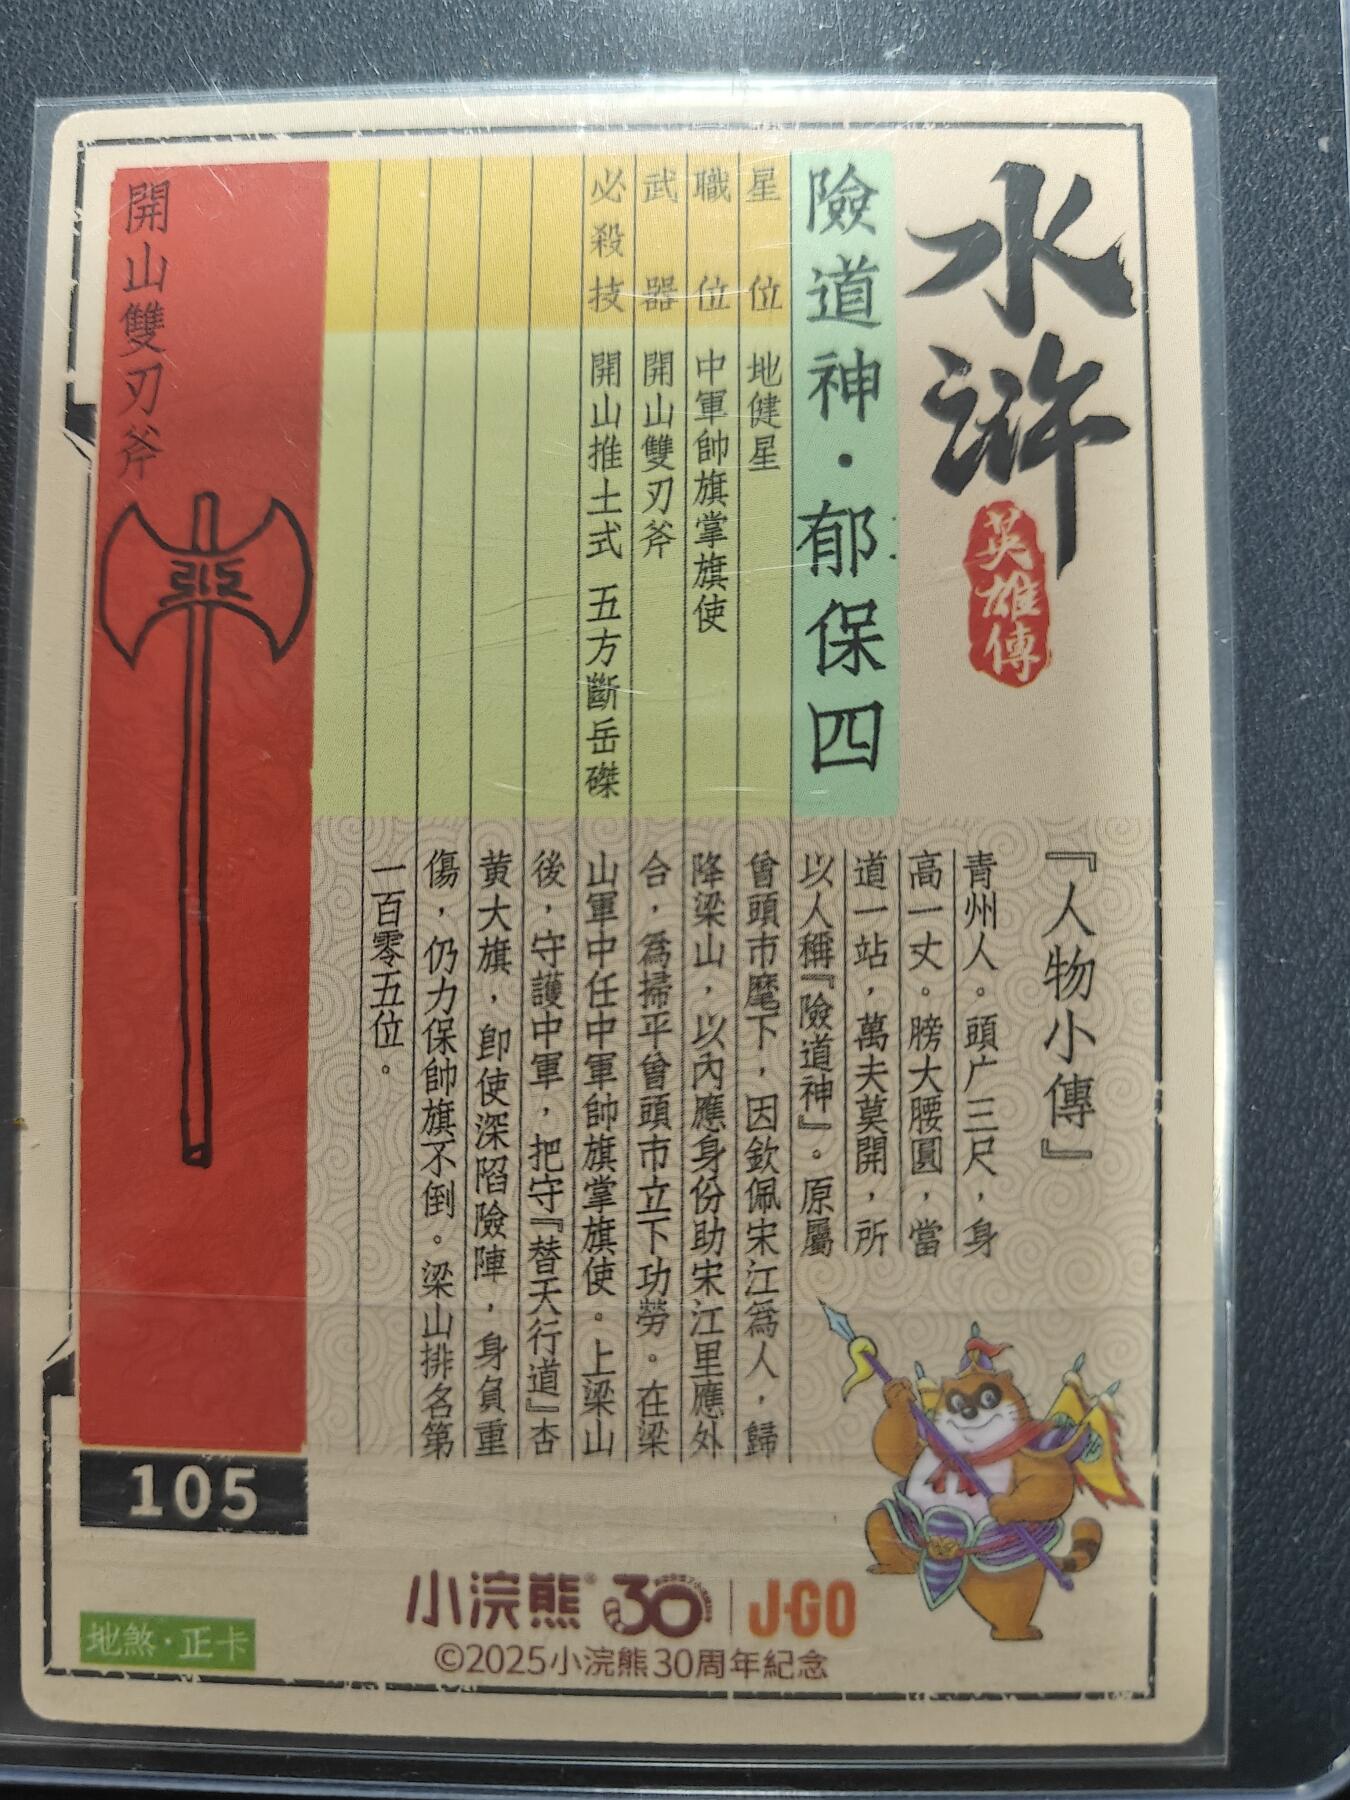 水滸
英雄傳
險道神·郁保四
星位 地健星
職位 中軍帥旗掌旗使
武器 開山雙刃斧
必殺技 開山推土式 五方斷岳磔
『人物小傳』
青州人。頭广三尺，身
高一丈。膀大腰圓，當
道一站，萬夫莫開，所
以人稱『險道神』。原屬
曾頭市麾下，因欽佩宋江爲人，歸
降梁山，以內應身份助宋江里應外
合，爲掃平曾頭市立下功勞。在梁
山軍中任中軍帥旗掌旗使。上梁山
後，守護中軍，把守『替天行道』杏
黄大旗，卽使深陷險陣，身負重
傷，仍力保帥旗不倒。梁山排名第
一百零五位。
開山雙刃斧
105
地煞·正卡
小浣熊® 30 J·GO
©2025小浣熊30周年紀念